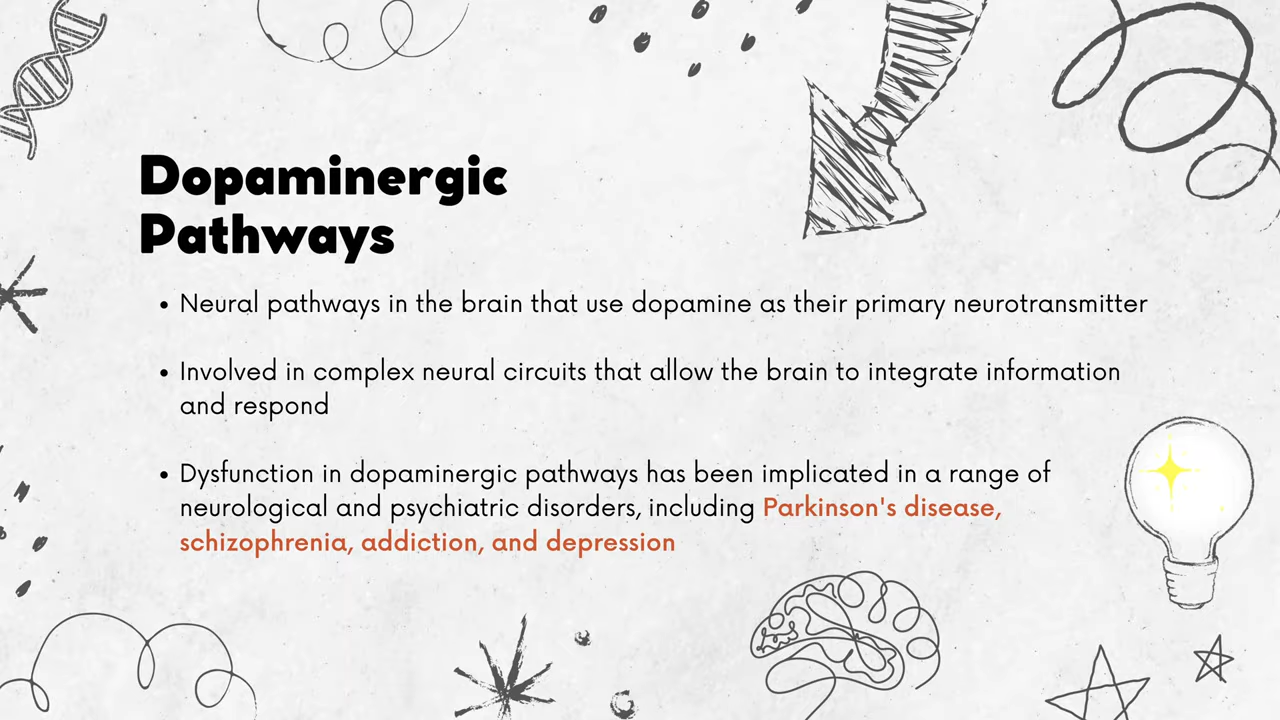 Dopaminergic
Pathways
• Neural pathways in the brain that use dopamine as their primary neurotransmitter
• Involved in complex neural circuits that allow the brain to integrate information
and respond
• Dysfunction in dopaminergic pathways has been implicated in a range of
neurological and psychiatric disorders, including Parkinson's disease,
schizophrenia, addiction, and depression